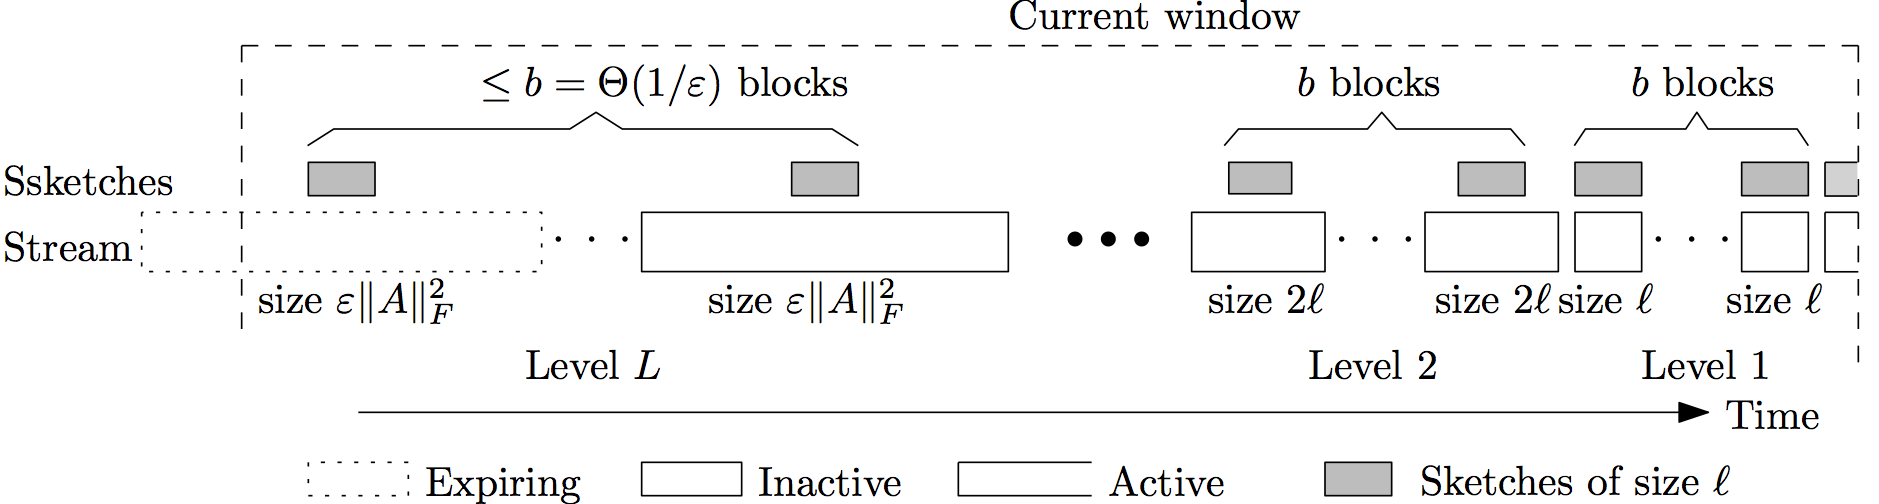 Current window
≤ b = Θ(1/ε) blocks
b blocks
b blocks
Ssketches
Stream
size ε‖A‖²_F
size ε‖A‖²_F
size 2ℓ
size 2ℓ
size ℓ
size ℓ
Level L
Level 2
Level 1
Time
Expiring
Inactive
Active
Sketches of size ℓ